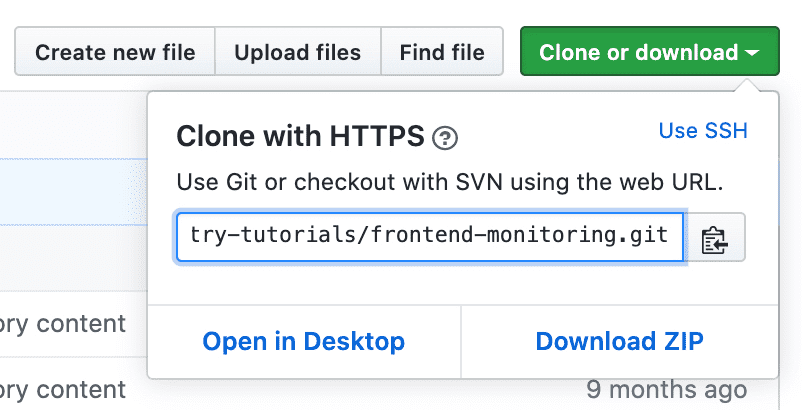 Create new file Upload files Find file Clone or download
Clone with HTTPS ?
Use SSH
Use Git or checkout with SVN using the web URL.
try-tutorials/frontend-monitoring.git
Open in Desktop Download ZIP
ory content
ory content 9 months ago